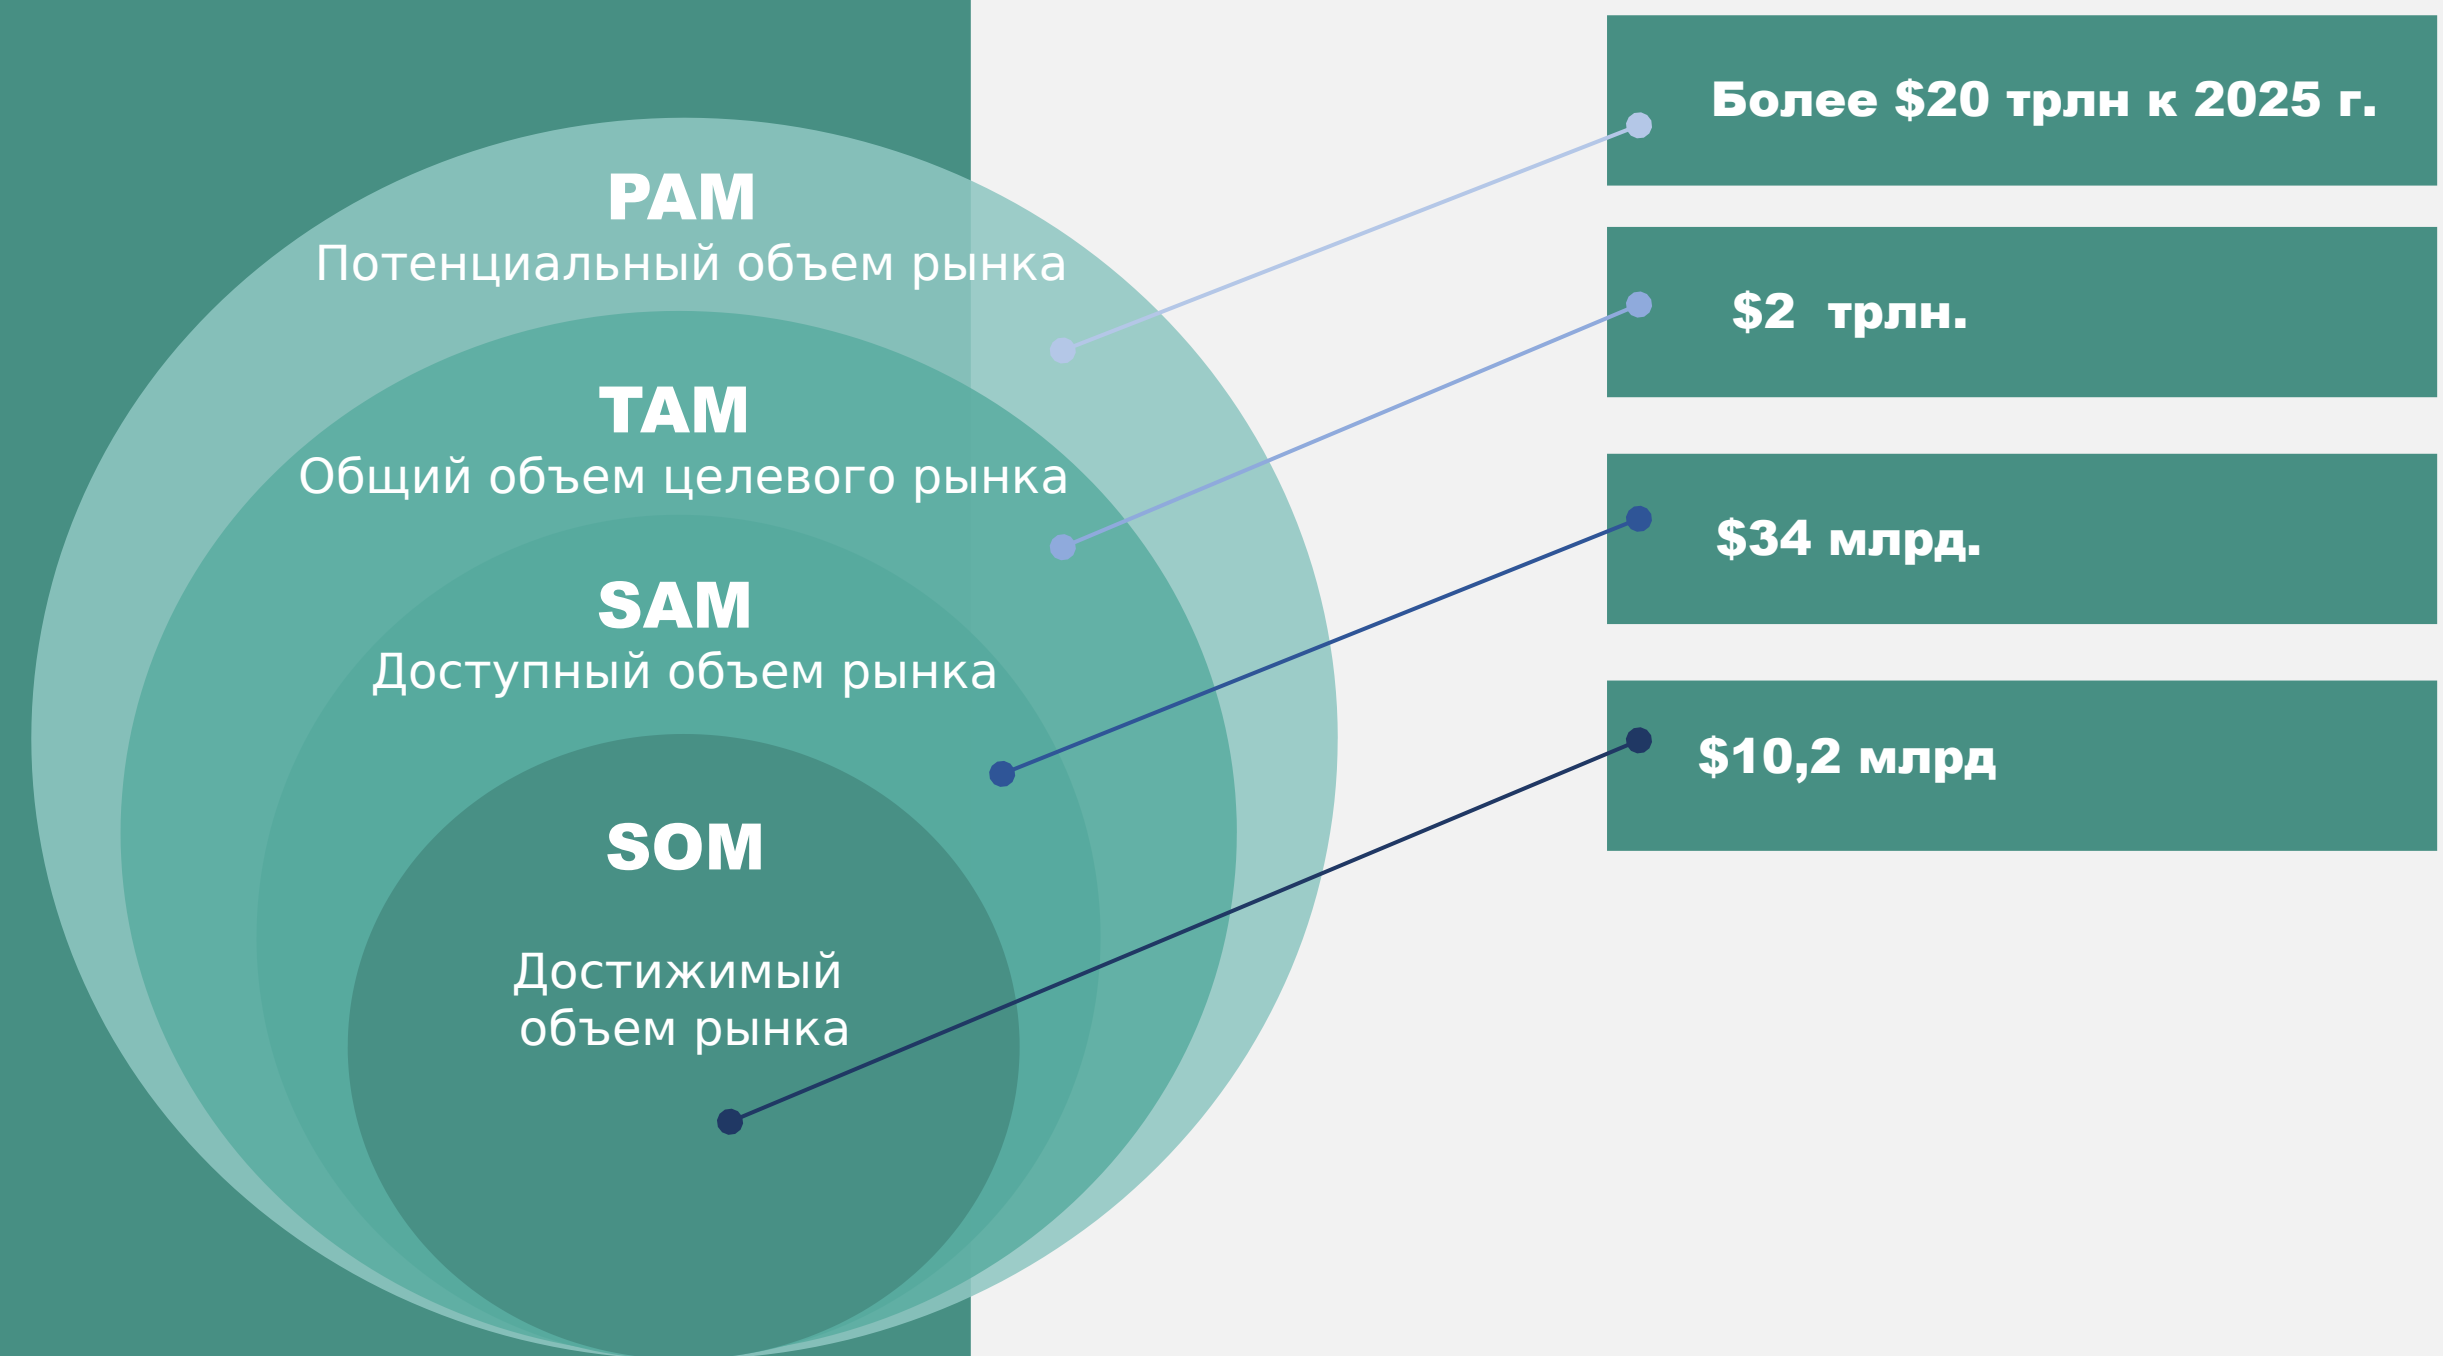 PAM
Потенциальный объем рынка
TAM
Общий объем целевого рынка
SAM
Доступный объем рынка
SOM
Достижимый
объем рынка
Более $20 трлн к 2025 г.
$2 трлн.
$34 млрд.
$10,2 млрд